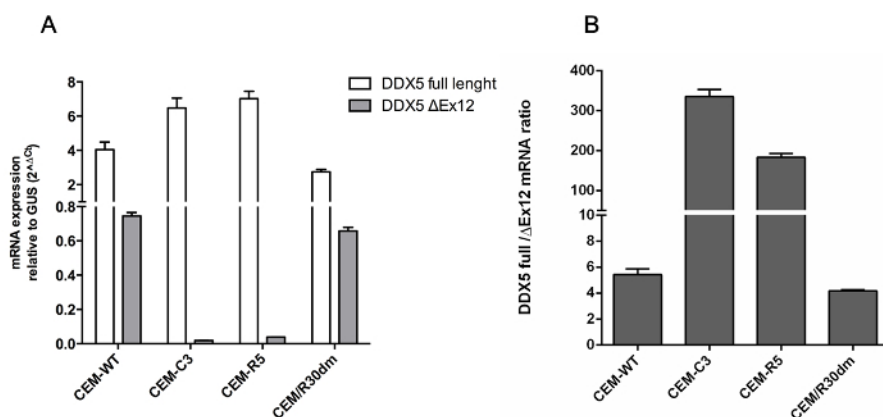 A
mRNA expression
relative to GUS (2^ΔCt)
8
6
4
2
0.8
0.6
0.4
0.2
0.0
DDX5 full lenght
DDX5 ΔEx12
CEM-WT
CEM-C3
CEM-R5
CEM/R30dm
B
DDX5 full /ΔEx12 mRNA ratio
400
300
200
100
10
8
6
4
2
0
CEM-WT
CEM-C3
CEM-R5
CEM/R30dm